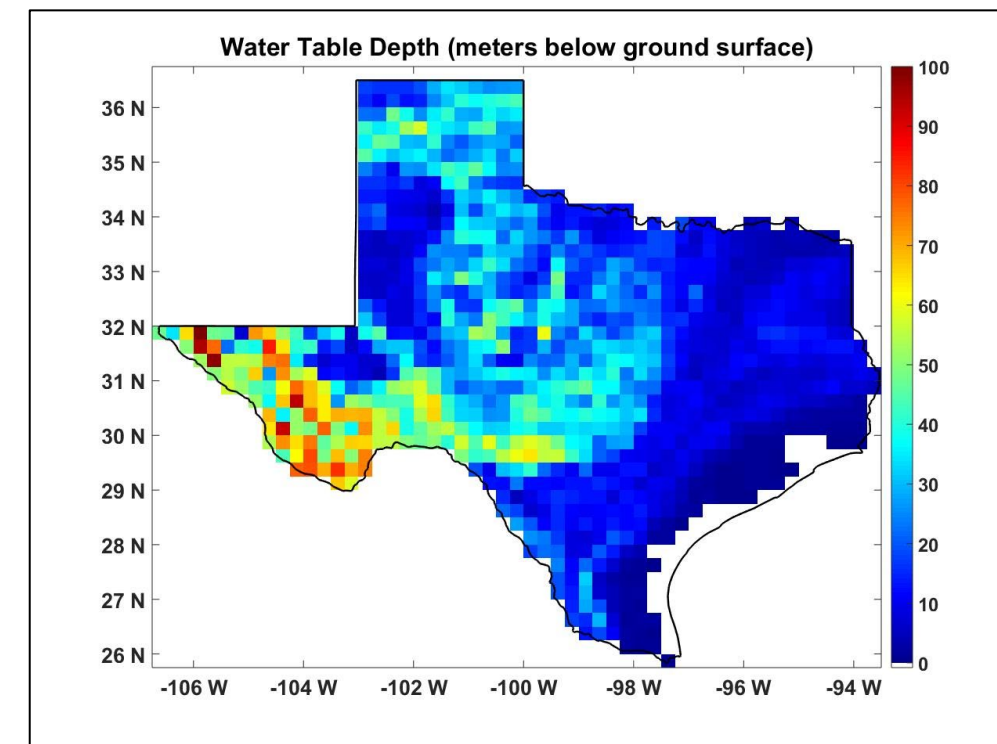 Water Table Depth (meters below ground surface)
36 N
35 N
34 N
33 N
32 N
31 N
30 N
29 N
28 N
27 N
26 N
-106 W
-104 W
-102 W
-100 W
-98 W
-96 W
-94 W
100
90
80
70
60
50
40
30
20
10
0